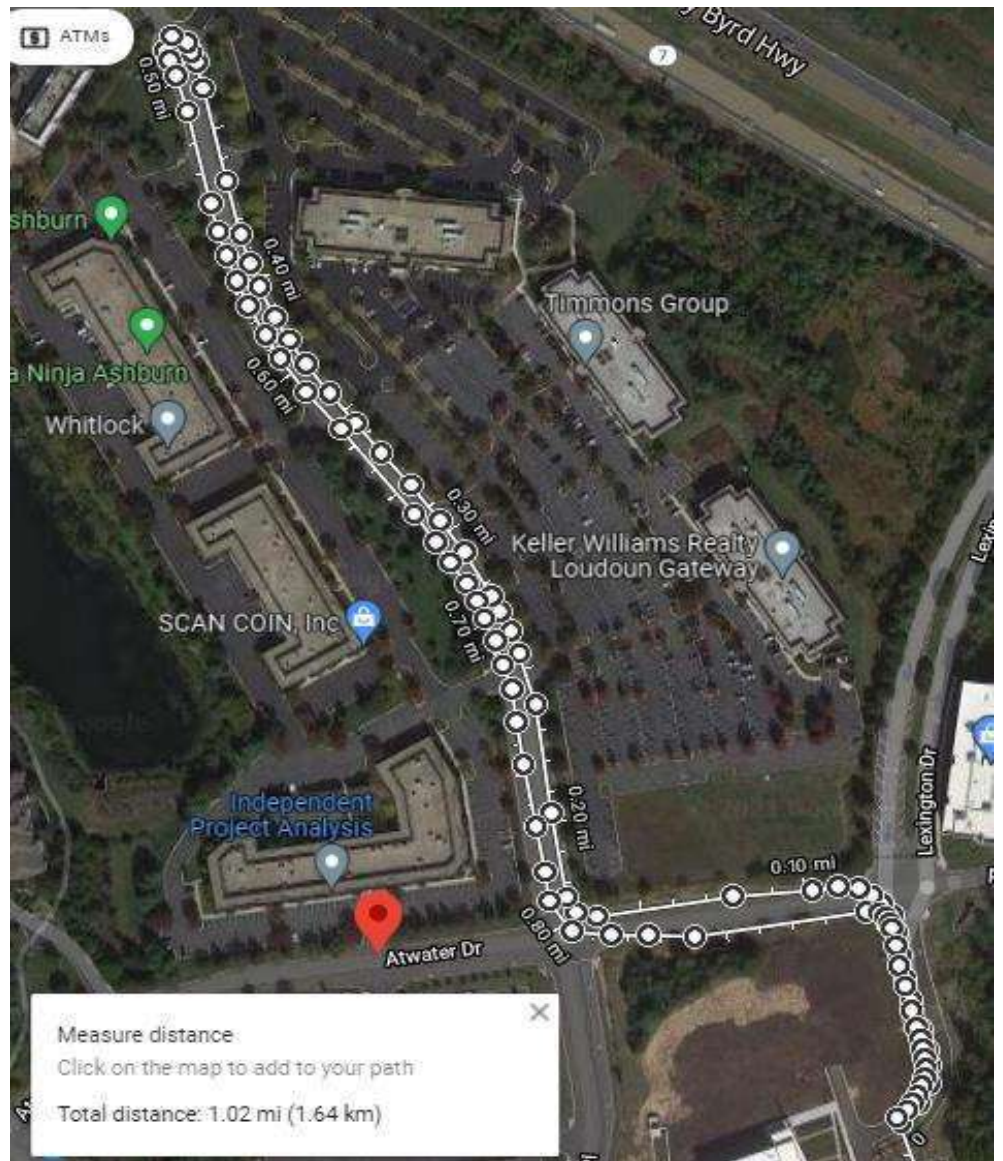 ATMs
y Byrd Hwy
7
0.50 mi
shburn
0.40 mi
Timmons Group
a Ninja Ashburn
0.60 mi
Whitlock
0.30 mi
Keller Williams Realty
Loudoun Gateway
SCAN COIN, Inc
0.70 mi
Lexing
Independent
Project Analysis
0.20 mi
Lexington Dr
0.10 mi
0.80 mi
Atwater Dr
0
Measure distance
Click on the map to add to your path
Total distance: 1.02 mi (1.64 km)